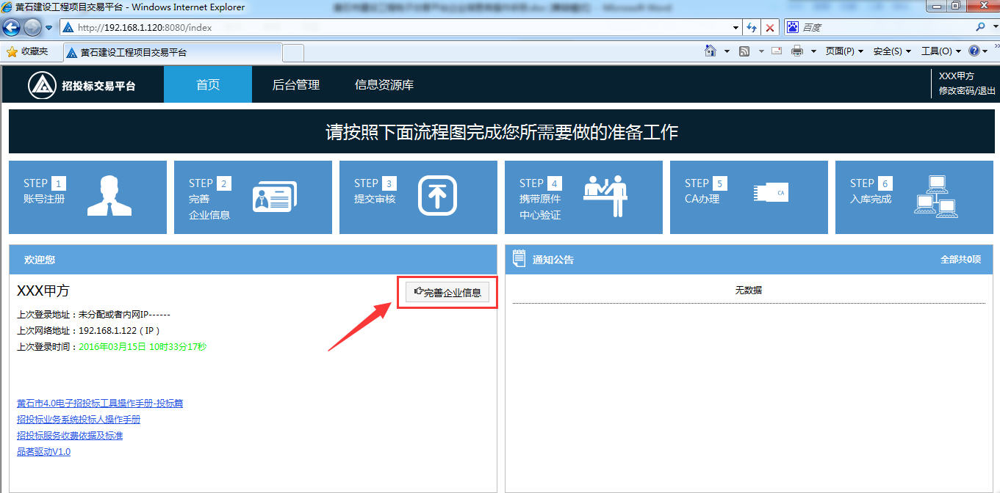 黄石建设工程项目交易平台 - Windows Internet Explorer
http://192.168.1.120:8080/index
百度
收藏夹
黄石建设工程项目交易平台
页面(P)
安全(S)
工具(O)
招投标交易平台
首页
后台管理
信息资源库
XXX甲方
修改密码/退出
请按照下面流程图完成您所需要做的准备工作
STEP 1
账号注册
STEP 2
完善
企业信息
STEP 3
提交审核
STEP 4
携带原件
中心验证
STEP 5
CA办理
CA
STEP 6
入库完成
欢迎您
XXX甲方
完善企业信息
上次登录地址：未分配或者内网IP------
上次网络地址：192.168.1.122 ( IP )
上次登录时间：2016年03月15日 10时33分17秒
黄石市4.0电子招投标工具操作手册-投标篇
招投标业务系统投标人操作手册
招投标服务收费依据及标准
品茗驱动V1.0
通知公告
全部共0项
无数据